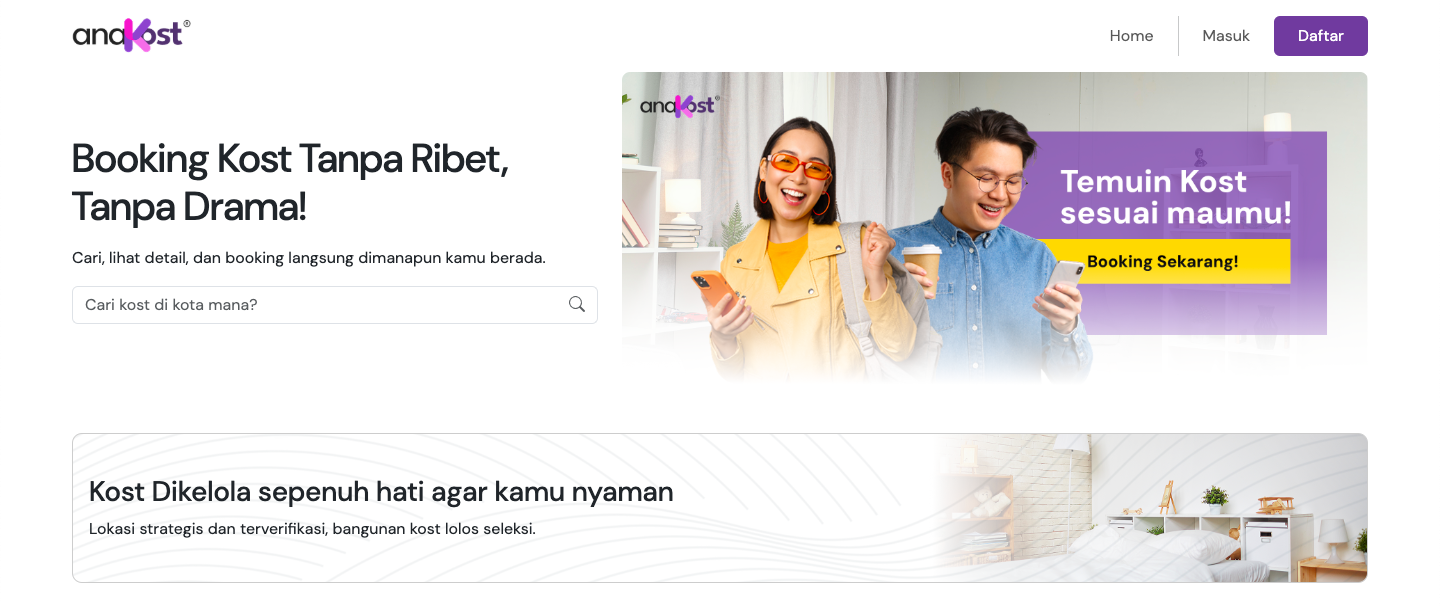 anakost®
Home
Masuk
Daftar
Booking Kost Tanpa Ribet,
Tanpa Drama!
Cari, lihat detail, dan booking langsung dimanapun kamu berada.
Cari kost di kota mana?
anakost®
Temuin Kost
sesuai maumu!
Booking Sekarang!
Kost Dikelola sepenuh hati agar kamu nyaman
Lokasi strategis dan terverifikasi, bangunan kost lolos seleksi.